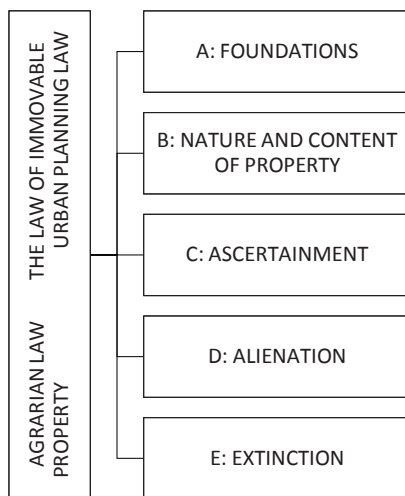 AGRARIAN LAW THE LAW OF IMMOVABLE
PROPERTY URBAN PLANNING LAW
A: FOUNDATIONS
B: NATURE AND CONTENT
OF PROPERTY
C: ASCERTAINMENT
D: ALIENATION
E: EXTINCTION